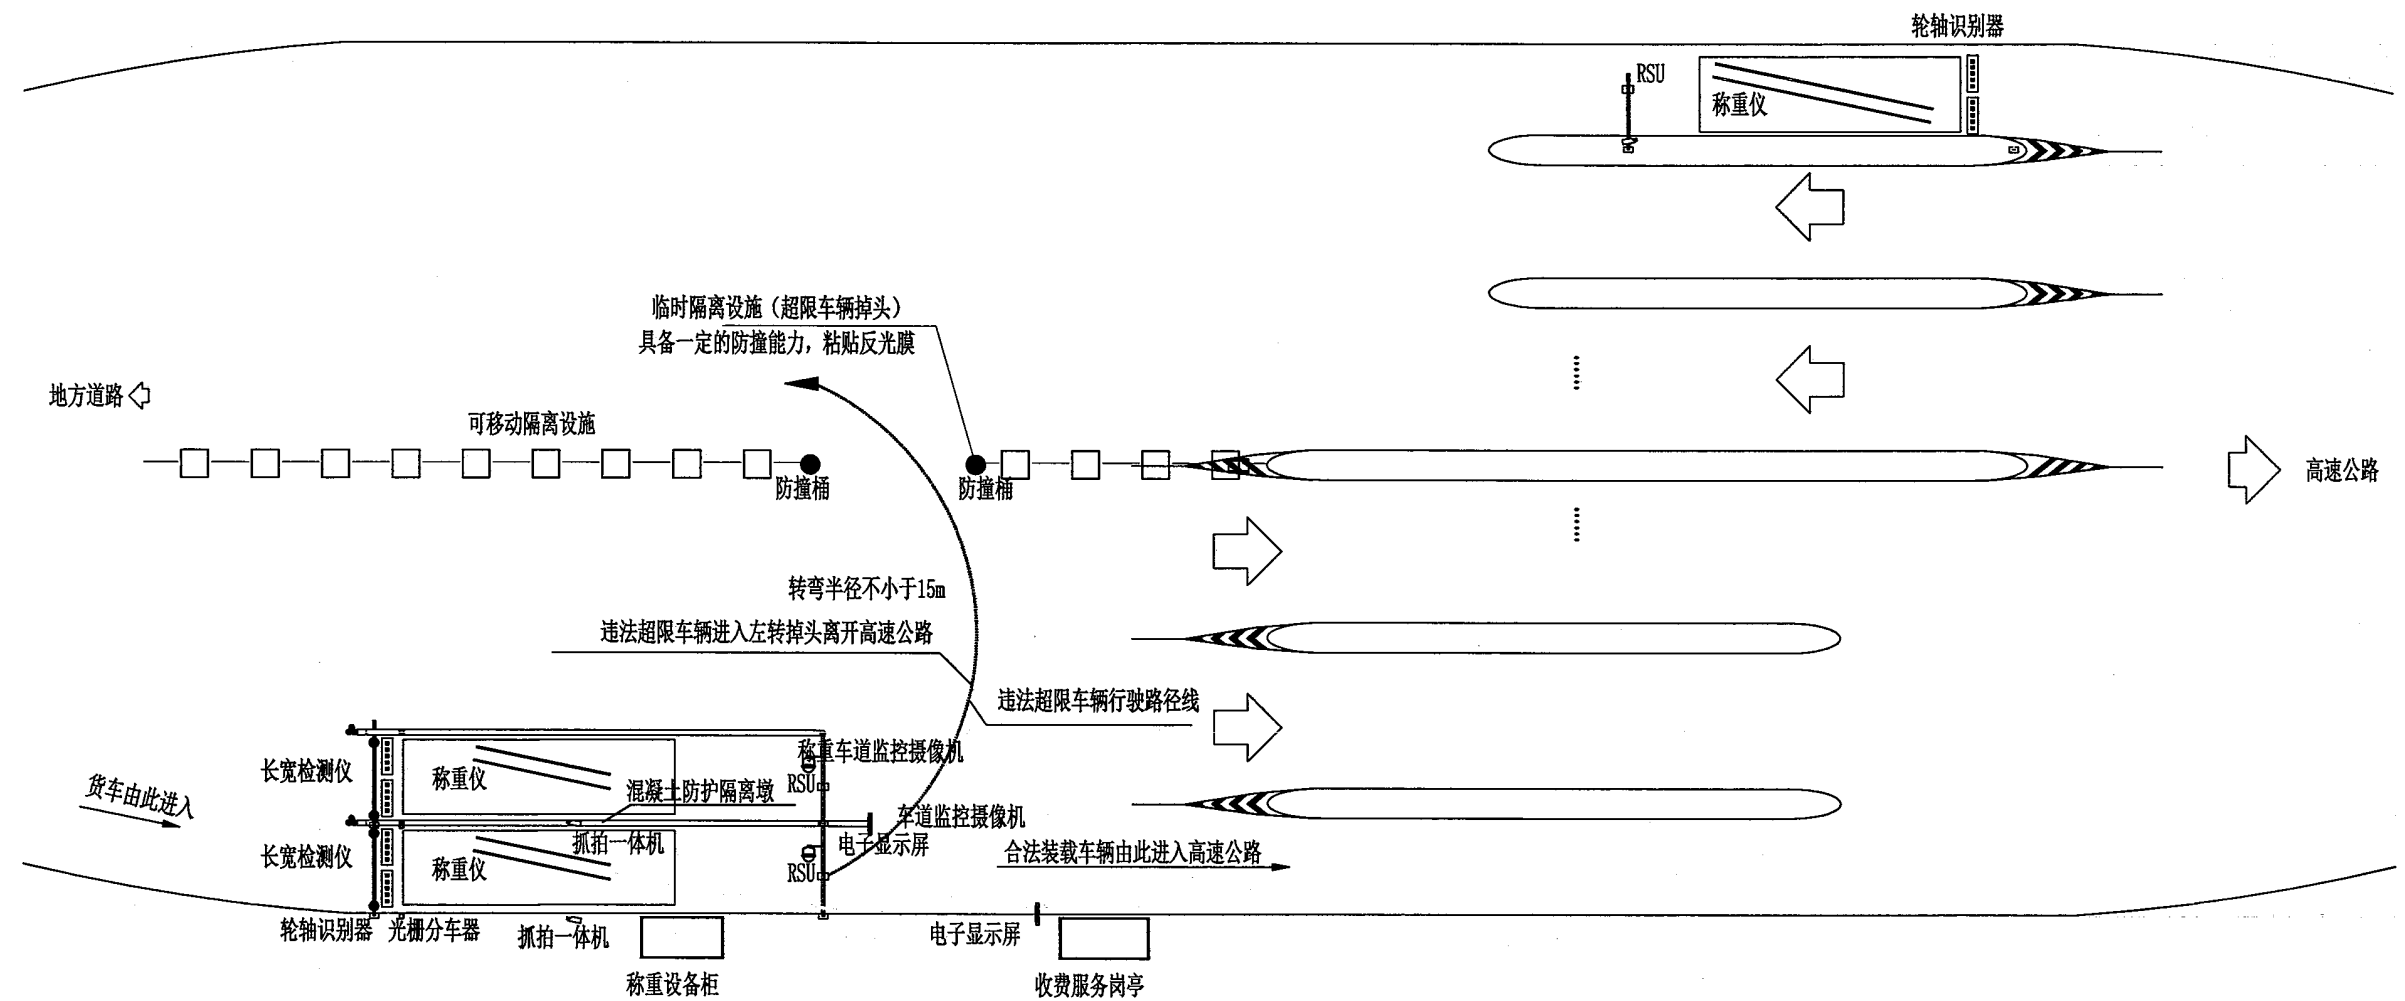 轮轴识别器
RSU
称重仪
临时隔离设施（超限车辆掉头）
具备一定的防撞能力，粘贴反光膜
地方道路
可移动隔离设施
防撞桶
防撞桶
高速公路
转弯半径不小于15m
违法超限车辆进入左转掉头离开高速公路
违法超限车辆行驶路径线
称重车道监控摄像机
长宽检测仪
称重仪
RSU
混凝土防护隔离墩
货车由此进入
车道监控摄像机
抓拍一体机
电子显示屏
长宽检测仪
称重仪
RSU
合法装载车辆由此进入高速公路
轮轴识别器
光栅分车器
抓拍一体机
电子显示屏
称重设备柜
收费服务岗亭